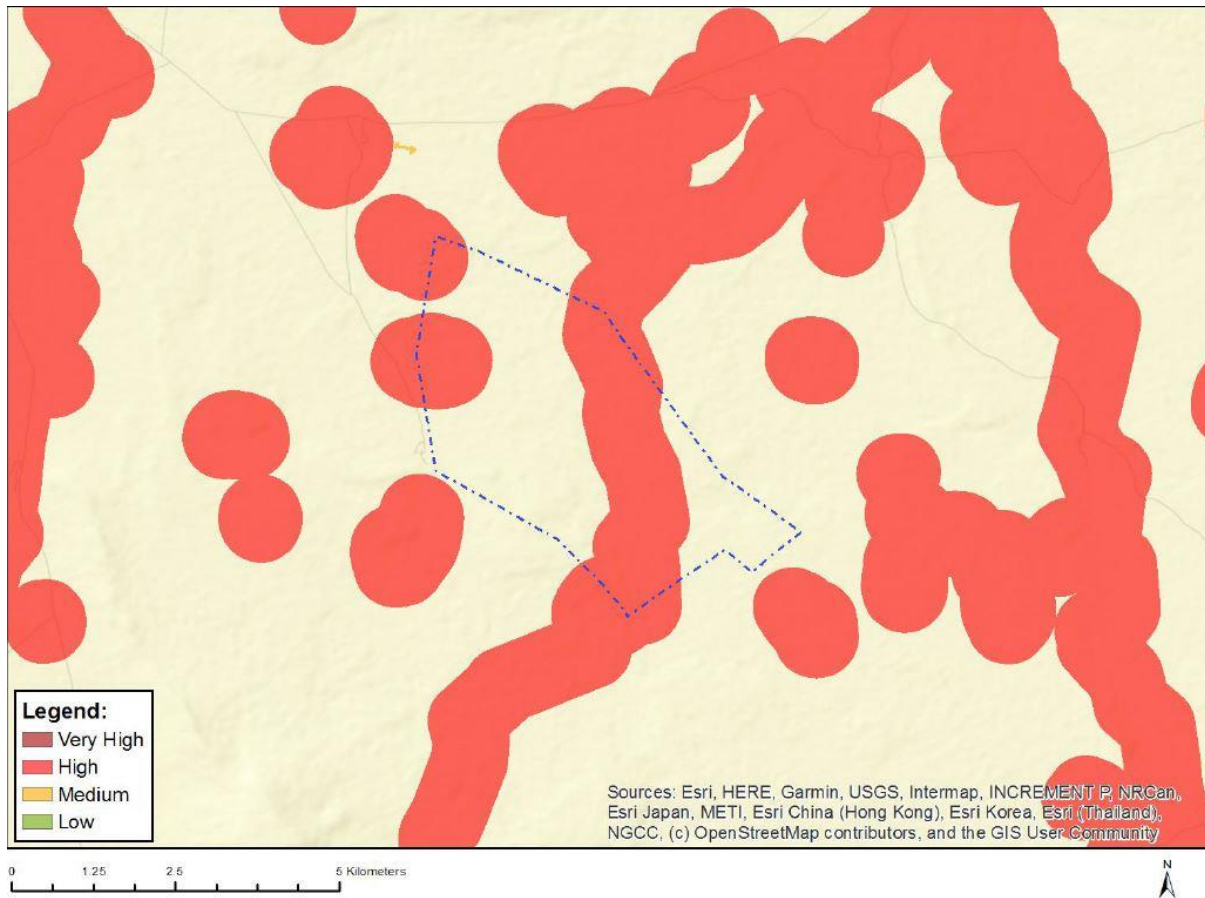 Legend:
Very High
High
Medium
Low
Sources: Esri, HERE, Garmin, USGS, Intermap, INCREMENT P, NRCan,
Esri Japan, METI, Esri China (Hong Kong), Esri Korea, Esri (Thailand),
NGCC, (c) OpenStreetMap contributors, and the GIS User Community
0 1.25 2.5 5 Kilometers
N